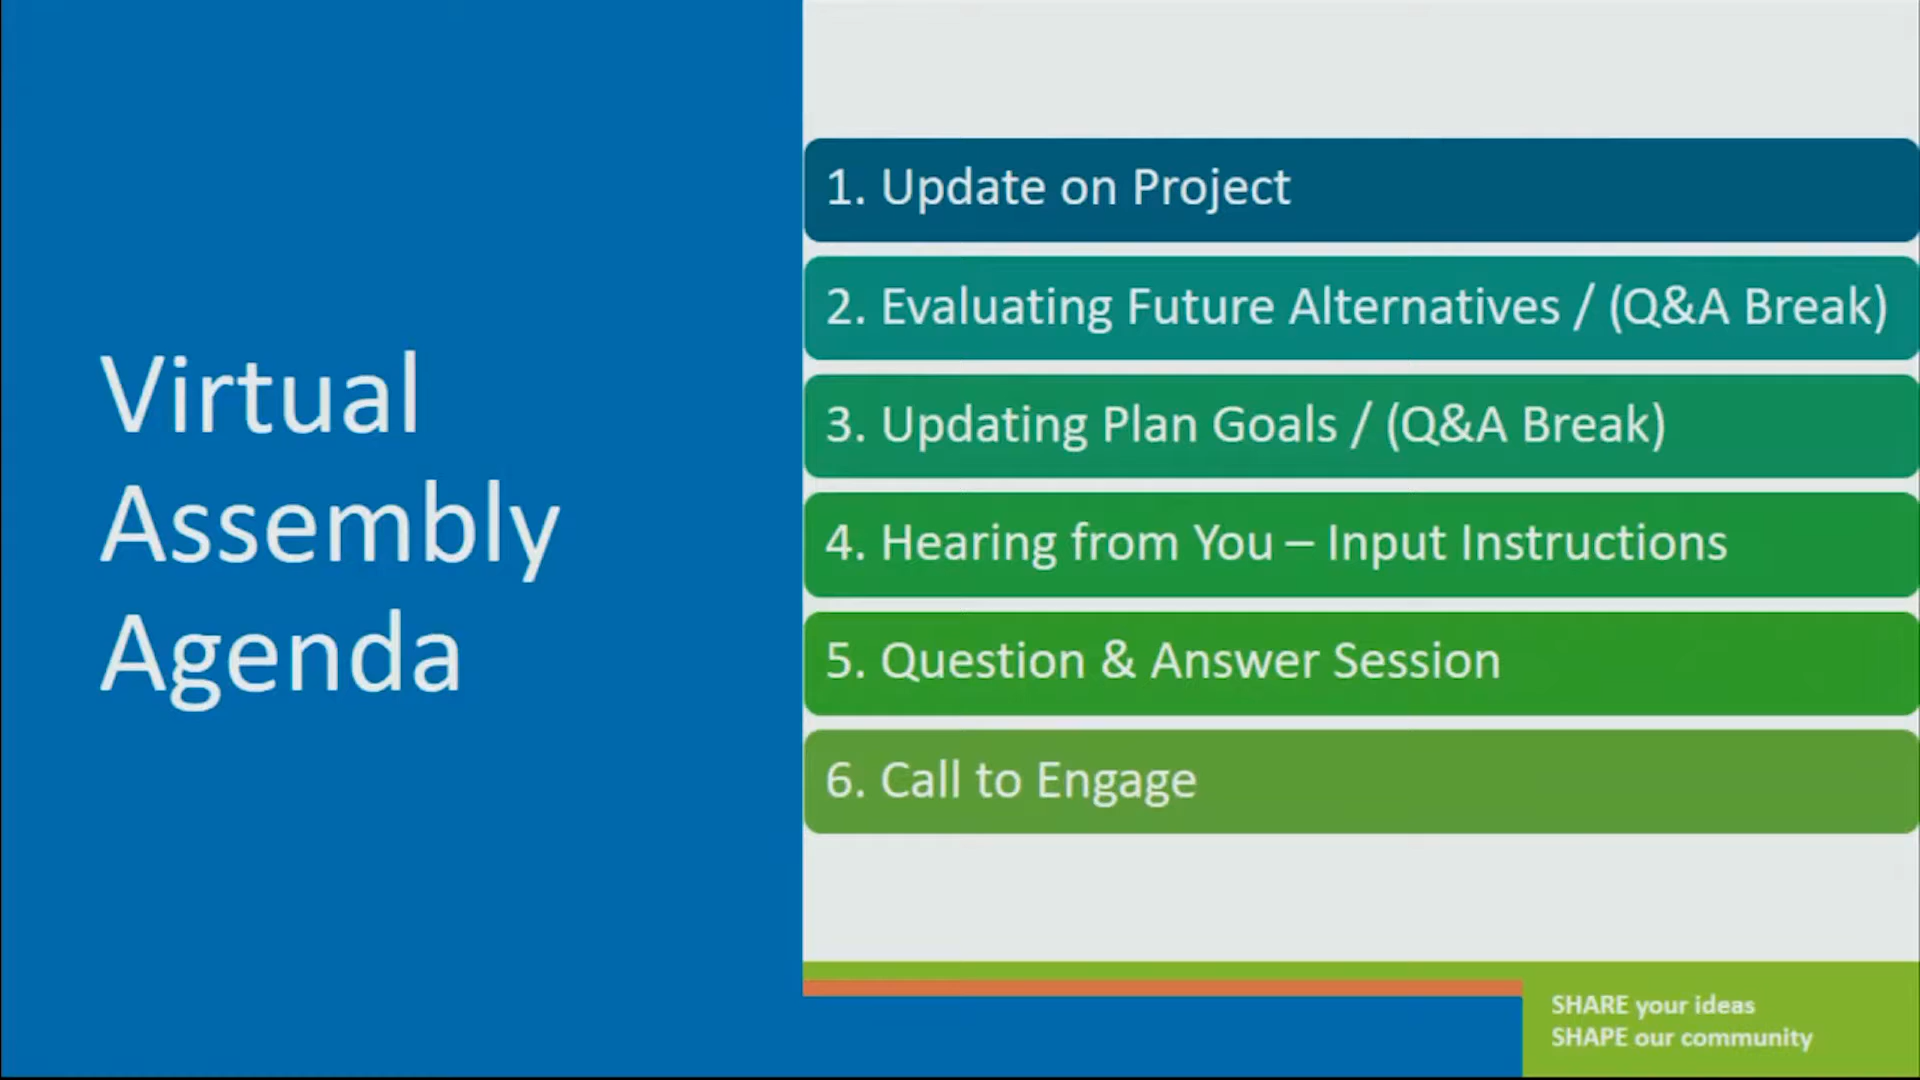 Virtual
Assembly
Agenda
1. Update on Project
2. Evaluating Future Alternatives / (Q&A Break)
3. Updating Plan Goals / (Q&A Break)
4. Hearing from You – Input Instructions
5. Question & Answer Session
6. Call to Engage
SHARE your ideas
SHAPE our community